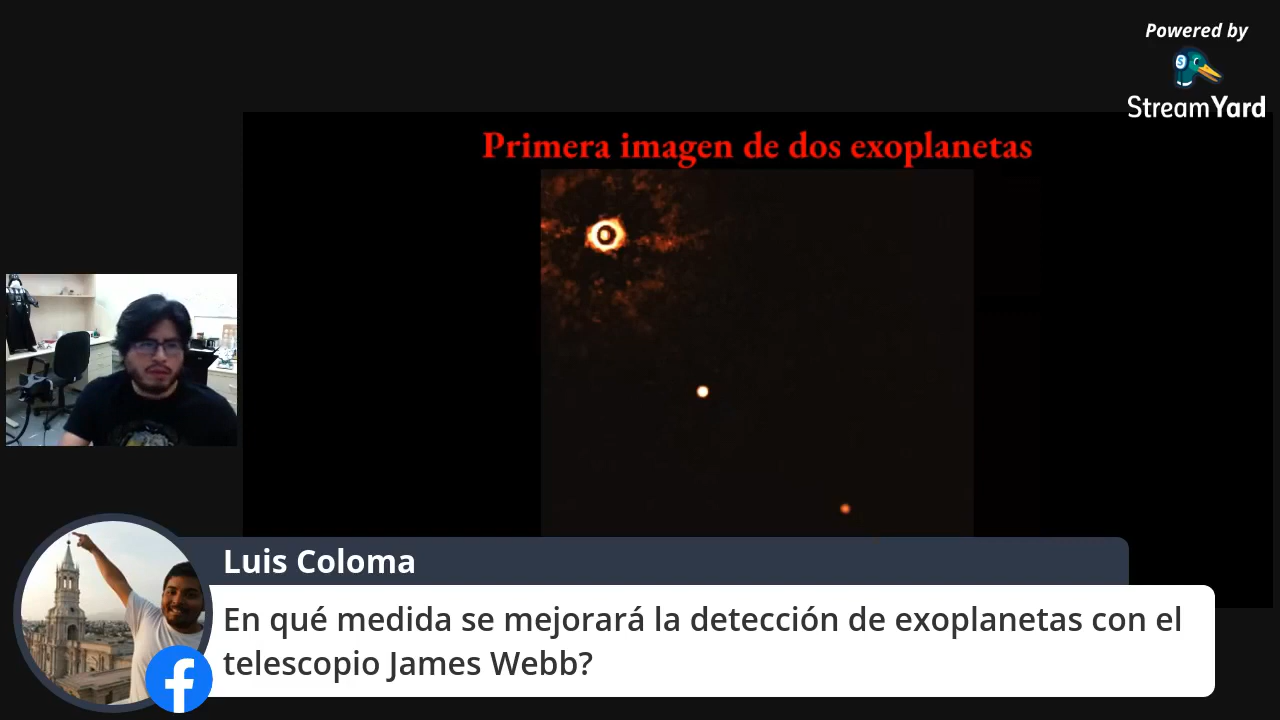 Powered by
StreamYard
Primera imagen de dos exoplanetas
Luis Coloma
En qué medida se mejorará la detección de exoplanetas con el
telescopio James Webb?